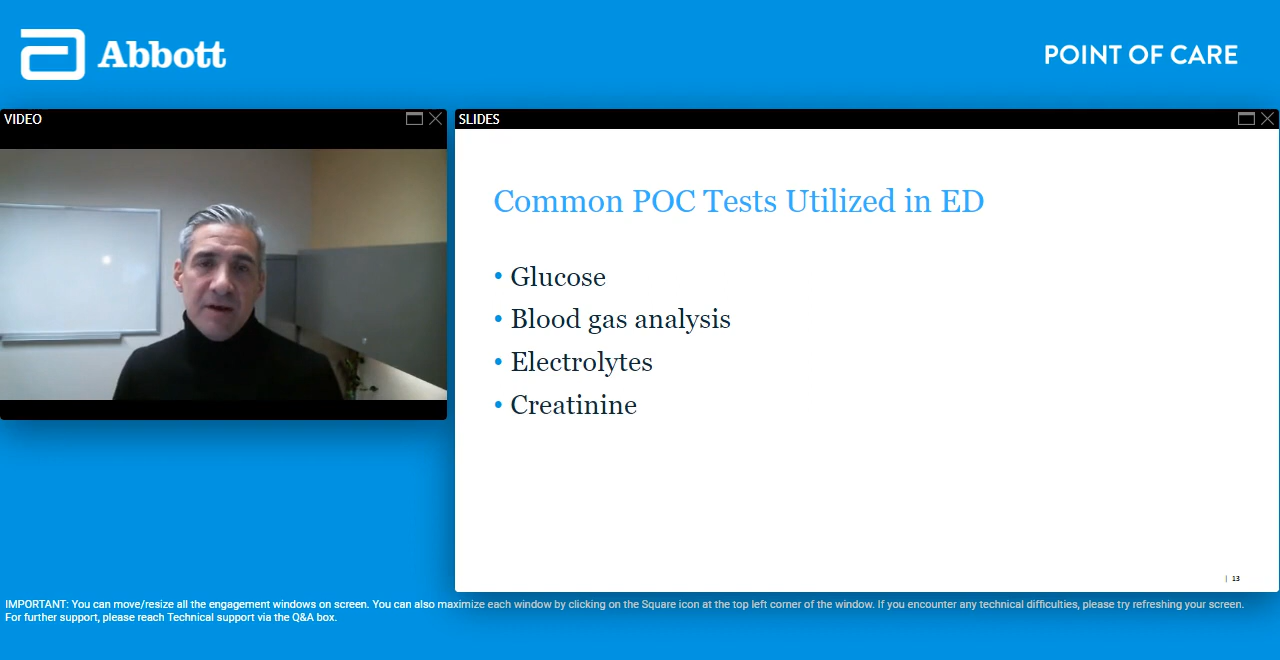 Abbott
POINT OF CARE
VIDEO
SLIDES
Common POC Tests Utilized in ED
• Glucose
• Blood gas analysis
• Electrolytes
• Creatinine
| 13
IMPORTANT: You can move/resize all the engagement windows on screen. You can also maximize each window by clicking on the Square icon at the top left corner of the window. If you encounter any technical difficulties, please try refreshing your screen.
For further support, please reach Technical support via the Q&A box.